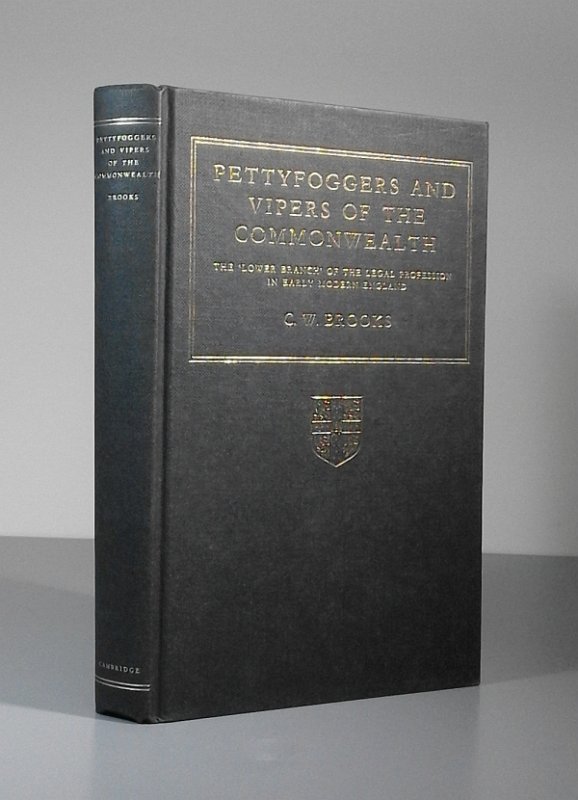 PETTYFOGGERS
AND VIPERS
OF THE
COMMONWEALTH
BROOKS
CAMBRIDGE
PETTYFOGGERS AND
VIPERS OF THE
COMMONWEALTH
THE 'LOWER BRANCH' OF THE LEGAL PROFESSION
IN EARLY MODERN ENGLAND
C. W. BROOKS